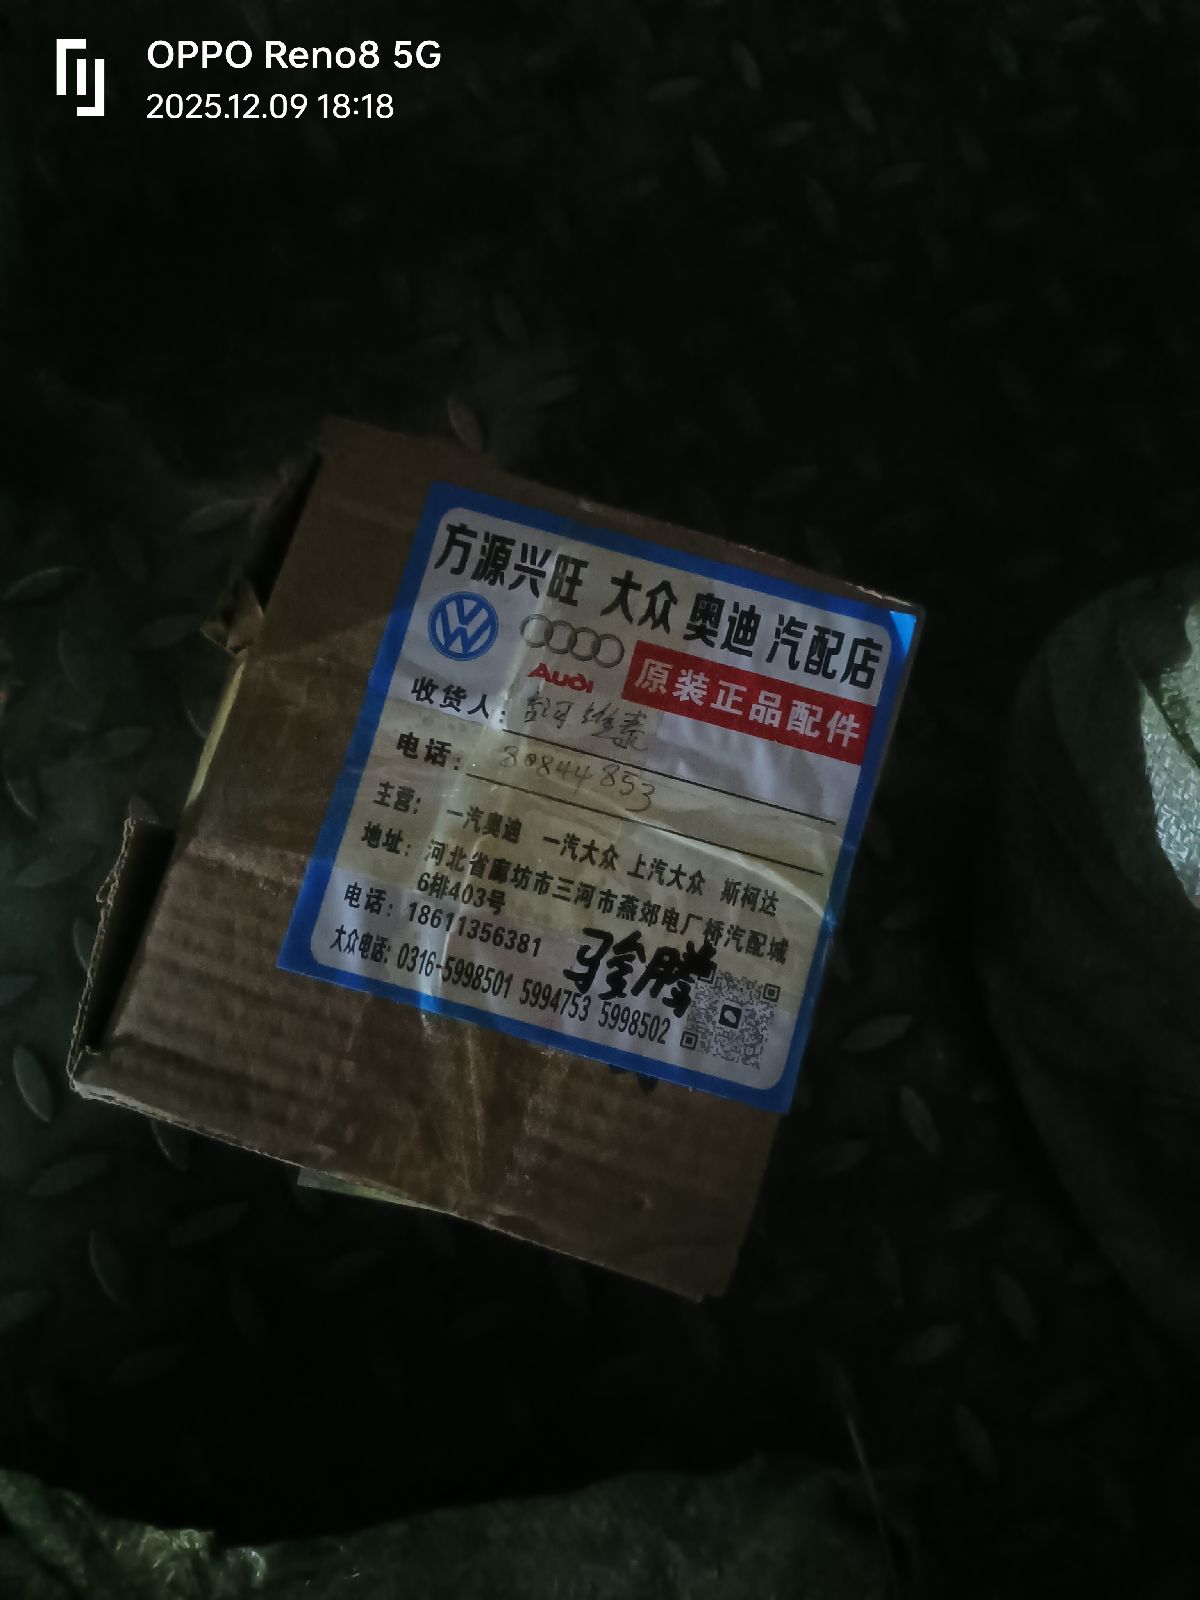 OPPO Reno8 5G
2025.12.09 18:18
方源兴旺 大众 奥迪 汽配店
Audi
原装正品配件
收货人：
电话：80844853
主营：一汽奥迪 一汽大众 上汽大众 斯柯达
地址：河北省廊坊市三河市燕郊电厂桥汽配城
6排403号
电话：18611356381
骏腾
大众电话：0316-5998501 5994753 5998502